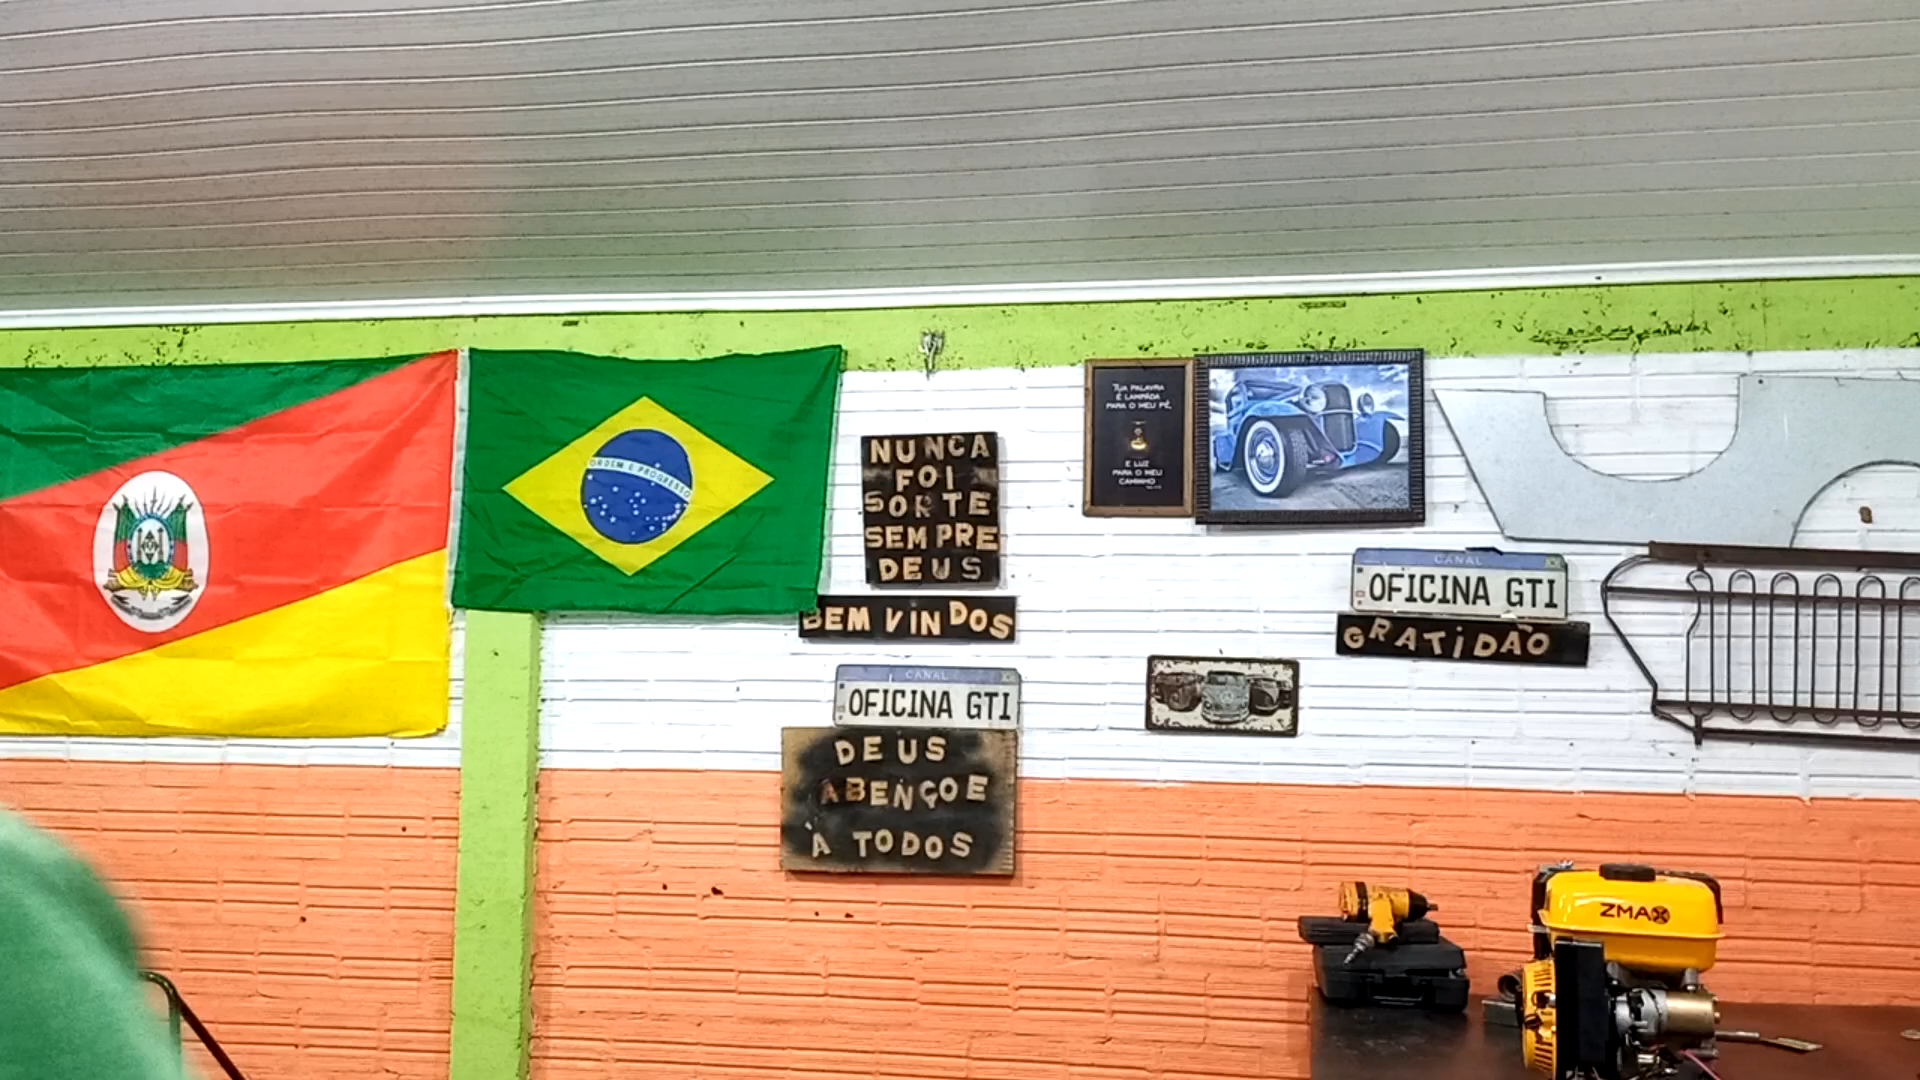 ORDEM E PROGRESSO
NUNCA
FOI
SORTE
SEMPRE
DEUS
BEM VINDOS
CANAL
OFICINA GTI
DEUS
ABENÇOE
A TODOS
TUA PALAVRA
É LAMPÂDA
PARA O MEU PÉ,
E LUZ
PARA O MEU
CAMINHO
CANAL
OFICINA GTI
GRATiDÃO
ZMAX